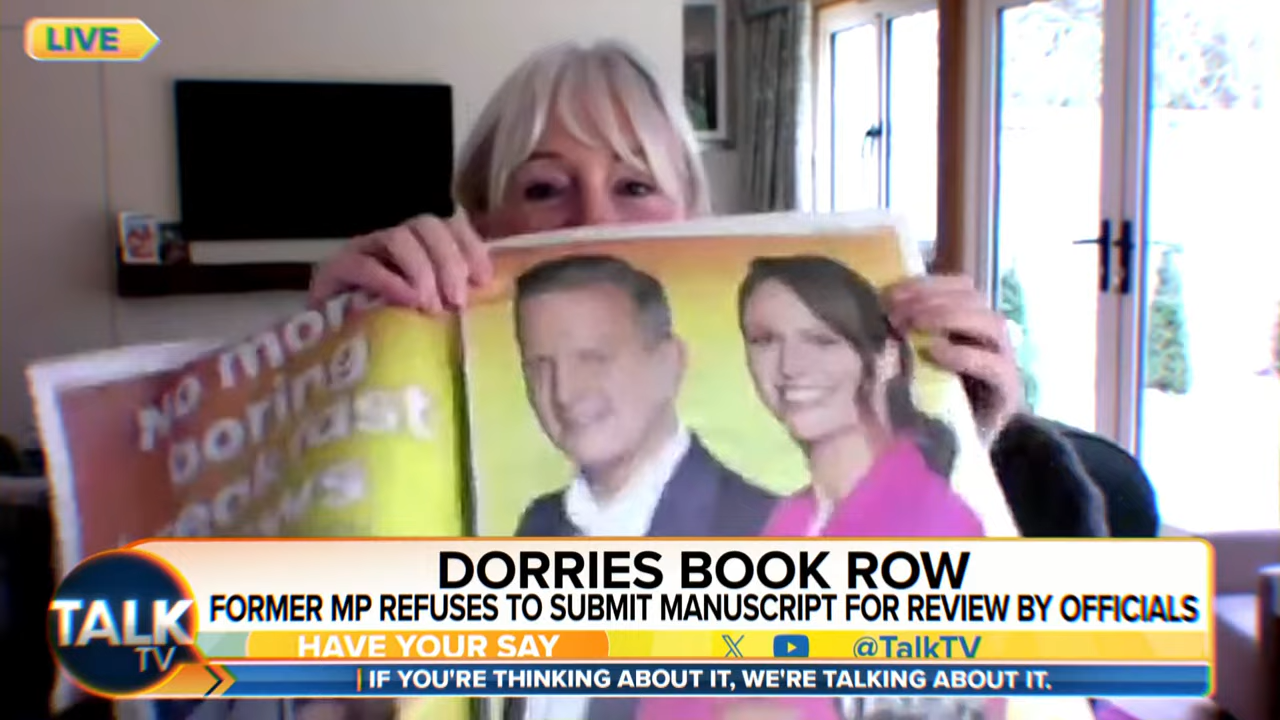 LIVE
No more
boring
breakfast
news
DORRIES BOOK ROW
FORMER MP REFUSES TO SUBMIT MANUSCRIPT FOR REVIEW BY OFFICIALS
TALK
TV
HAVE YOUR SAY
X
@TalkTV
IF YOU'RE THINKING ABOUT IT, WE'RE TALKING ABOUT IT.